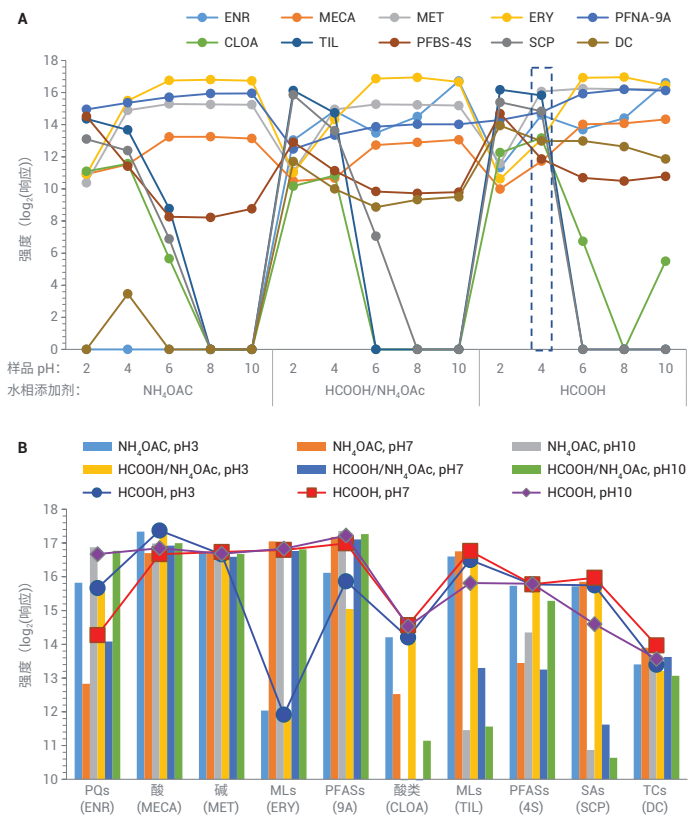 A
ENR MECA MET ERY PFNA-9A
CLOA TIL PFBS-4S SCP DC
18
16
14
12
10
8
6
4
2
0
强度（log2(响应)）
样品 pH： 2 4 6 8 10 2 4 6 8 10 2 4 6 8 10
水相添加剂： NH4OAC HCOOH/NH4OAc HCOOH
B
NH4OAC, pH3 NH4OAC, pH7 NH4OAC, pH10
HCOOH/NH4OAc, pH3 HCOOH/NH4OAc, pH7 HCOOH/NH4OAc, pH10
HCOOH, pH3 HCOOH, pH7 HCOOH, pH10
18
17
16
15
14
13
12
11
10
强度（log2(响应)）
PQs 酸 碱 MLs PFASs 酸类 MLs PFASs SAs TCs
(ENR) (MECA) (MET) (ERY) (9A) (CLOA) (TIL) (4S) (SCP) (DC)